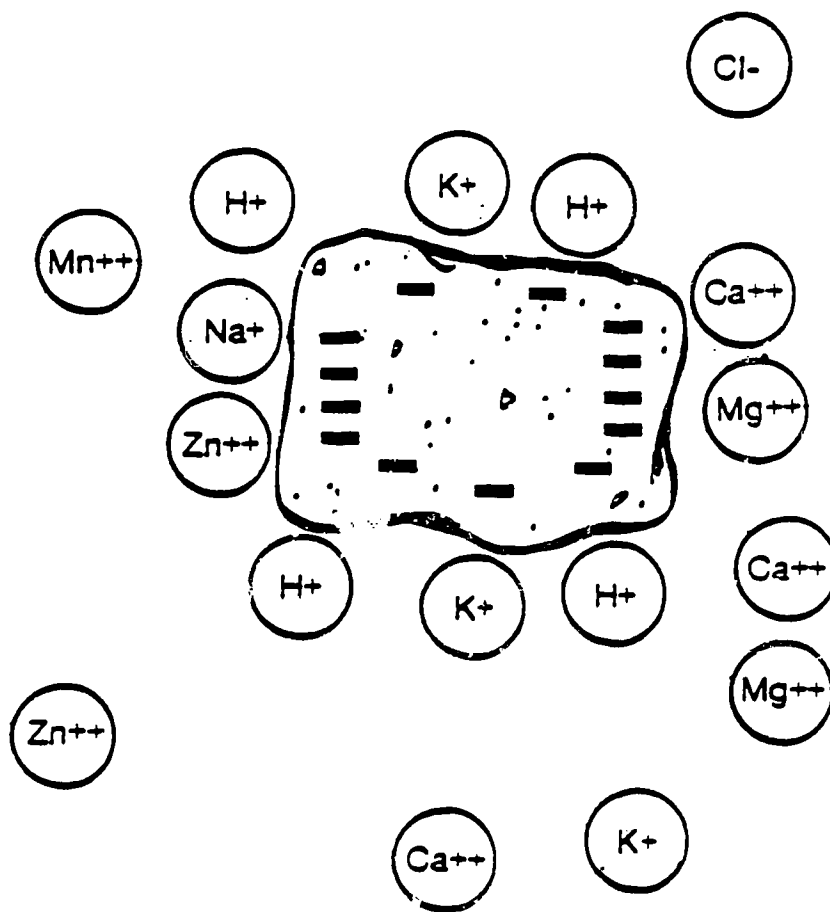 Cl-
K+
H+
H+
Mn++
Ca++
Na+
Mg++
Zn++
Ca++
H+
K+
H+
Mg++
Zn++
K+
Ca++